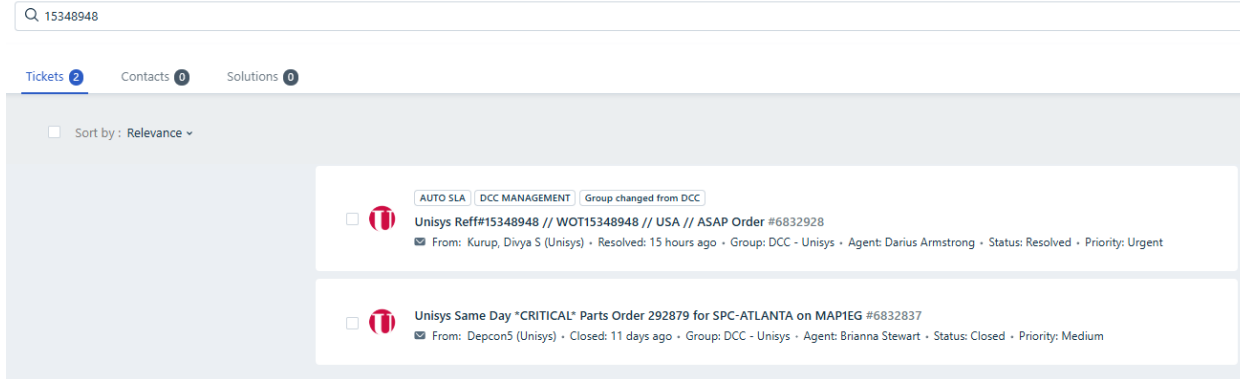 15348948
Tickets 2 Contacts 0 Solutions 0
Sort by : Relevance
AUTO SLA DCC MANAGEMENT Group changed from DCC
Unisys Reff#15348948 // WOT15348948 // USA // ASAP Order #6832928
From: Kurup, Divya S (Unisys) • Resolved: 15 hours ago • Group: DCC - Unisys • Agent: Darius Armstrong • Status: Resolved • Priority: Urgent
Unisys Same Day *CRITICAL* Parts Order 292879 for SPC-ATLANTA on MAP1EG #6832837
From: Depcon5 (Unisys) • Closed: 11 days ago • Group: DCC - Unisys • Agent: Brianna Stewart • Status: Closed • Priority: Medium